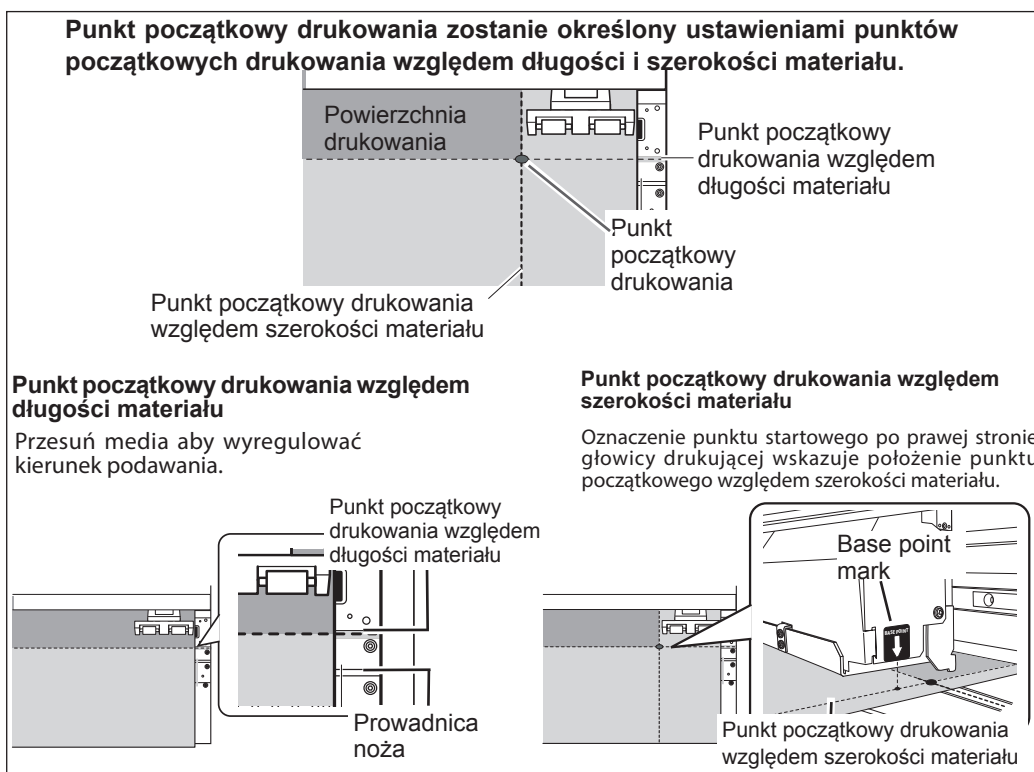 Punkt początkowy drukowania zostanie określony ustawieniami punktów
początkowych drukowania względem długości i szerokości materiału.
Powierzchnia
drukowania
Punkt początkowy
drukowania względem
długości materiału
Punkt
początkowy
drukowania
Punkt początkowy drukowania
względem szerokości materiału
Punkt początkowy drukowania względem
długości materiału
Przesuń media aby wyregulować
kierunek podawania.
Punkt początkowy
drukowania względem
długości materiału
Prowadnica
noża
Punkt początkowy drukowania względem
szerokości materiału
Oznaczenie punktu startowego po prawej stronie
głowicy drukującej wskazuje położenie punktu
początkowego względem szerokości materiału.
Base point
mark
BASE POINT
Punkt początkowy drukowania
względem szerokości materiału